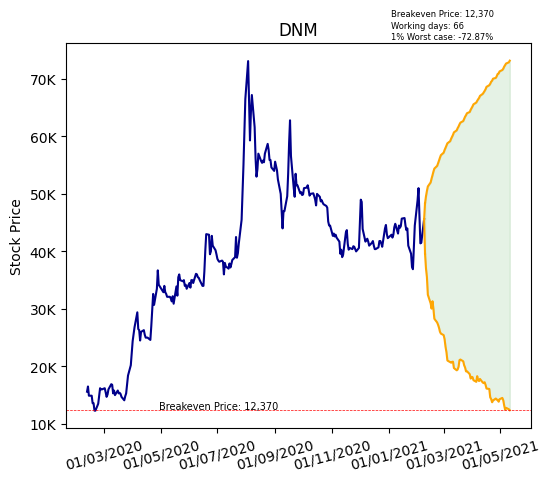 Breakeven Price: 12,370
Working days: 66
1% Worst case: -72.87%
DNM
Stock Price
70K
60K
50K
40K
30K
20K
10K
Breakeven Price: 12,370
01/03/2020
01/05/2020
01/07/2020
01/09/2020
01/11/2020
01/01/2021
01/03/2021
01/05/2021